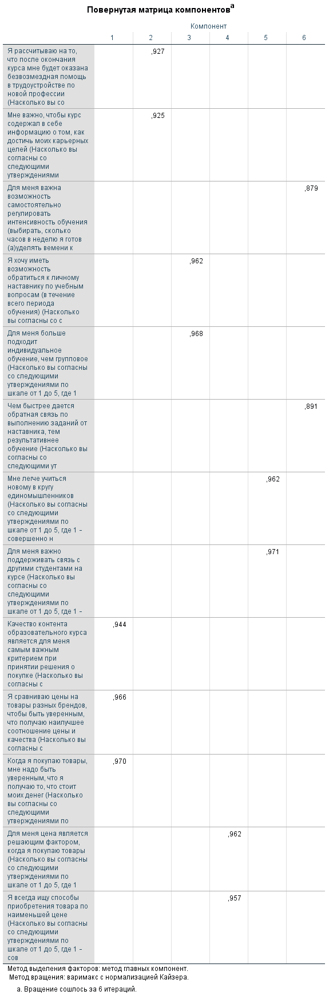 Повернутая матрица компонентовa
Компонент
1 2 3 4 5 6
Я рассчитываю на то, ,927
что после окончания
курса мне будет оказана
безвозмездная помощь
в трудоустройстве по
новой профессии
(Насколько вы со
Мне важно, чтобы курс ,925
содержал в себе
информацию о том, как
достичь моих карьерных
целей (Насколько вы
согласны со
следующими
утверждениями
Для меня важна ,879
возможность
самостоятельно
регулировать
интенсивность обучения
(выбирать, сколько
часов в неделю я готов
(а)уделять вемени к
Я хочу иметь ,962
возможность
обратиться к личному
наставнику по учебным
вопросам (в течение
всего периода
обучения) (Насколько
вы согласны со с
Для меня больше ,968
подходит
индивидуальное
обучение, чем групповое
(Насколько вы согласны
со следующими
утверждениями по
шкале от 1 до 5, где 1
Чем быстрее дается ,891
обратная связь по
выполнению заданий от
наставника, тем
результативнее
обучение (Насколько вы
согласны со
следующими ут
Мне легче учиться ,962
новому в кругу
единомышленников
(Насколько вы согласны
со следующими
утверждениями по
шкале от 1 до 5, где 1 –
совершенно н
Для меня важно ,971
поддерживать связь с
другими студентами на
курсе (Насколько вы
согласны со
следующими
утверждениями по
шкале от 1 до 5, где 1 –
Качество контента ,944
образовательного курса
является для меня
самым важным
критерием при
принятии решения о
покупке (Насколько вы
согласны с
Я сравниваю цены на ,966
товары разных брендов,
чтобы быть уверенным,
что получаю наилучшее
соотношение цены и
качества (Насколько вы
согласны с
Когда я покупаю товары, ,970
мне надо быть
уверенным, что я
получаю то, что стоит
моих денег (Насколько
вы согласны со
следующими
утверждениями по
Для меня цена является ,962
решающим фактором,
когда я покупаю товары
(Насколько вы согласны
со следующими
утверждениями по
шкале от 1 до 5, где 1
Я всегда ищу способы ,957
приобретения товара по
наименьшей цене
(Насколько вы согласны
со следующими
утверждениями по
шкале от 1 до 5, где 1 –
сов
Метод выделения факторов: метод главных компонент.
Метод вращения: варимакс с нормализацией Кайзера.
a. Вращение сошлось за 6 итераций.